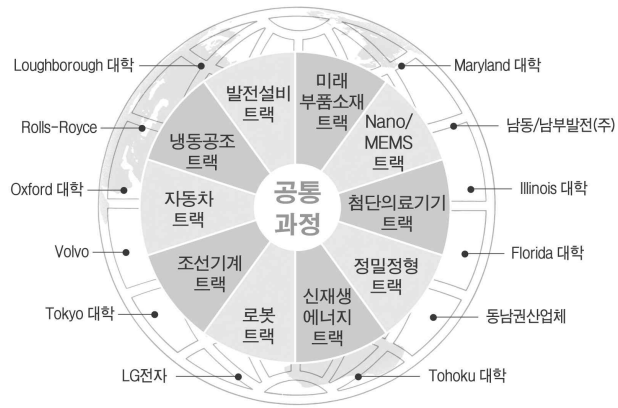 Loughborough 대학
Maryland 대학
Rolls-Royce
남동/남부발전(주)
Oxford 대학
Illinois 대학
Volvo
Florida 대학
Tokyo 대학
동남권산업체
LG전자
Tohoku 대학
발전설비
트랙
미래
부품소재
트랙
Nano/
MEMS
트랙
첨단의료기기
트랙
정밀정형
트랙
신재생
에너지
트랙
로봇
트랙
조선기계
트랙
자동차
트랙
냉동공조
트랙
공통
과정